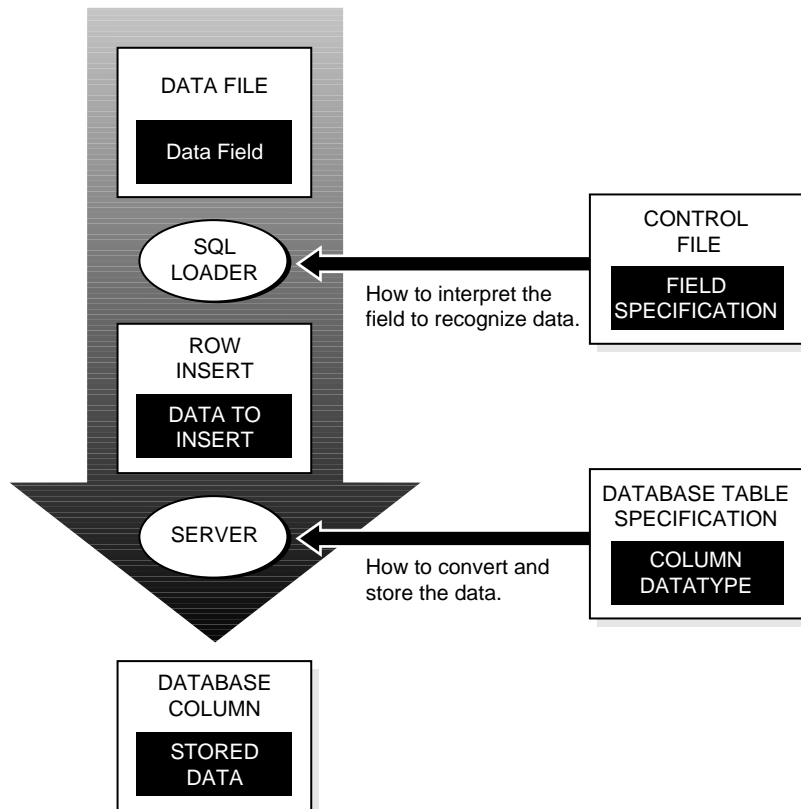 DATA FILE
Data Field
SQL
LOADER
CONTROL
FILE
FIELD
SPECIFICATION
How to interpret the
field to recognize data.
ROW
INSERT
DATA TO
INSERT
SERVER
DATABASE TABLE
SPECIFICATION
COLUMN
DATATYPE
How to convert and
store the data.
DATABASE
COLUMN
STORED
DATA